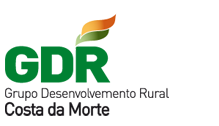 GDR
Grupo Desenvolvemento Rural
Costa da Morte